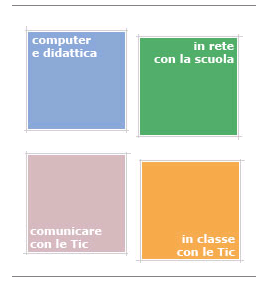 computer
e didattica
in rete
con la scuola
comunicare
con le Tic
in classe
con le Tic